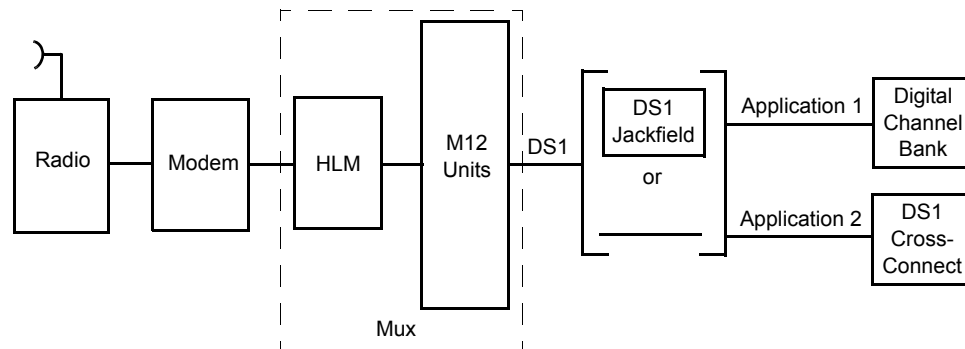 Radio
Modem
HLM
M12
Units
Mux
DS1
DS1
Jackfield
or
Application 1
Digital
Channel
Bank
Application 2
DS1
Cross-
Connect